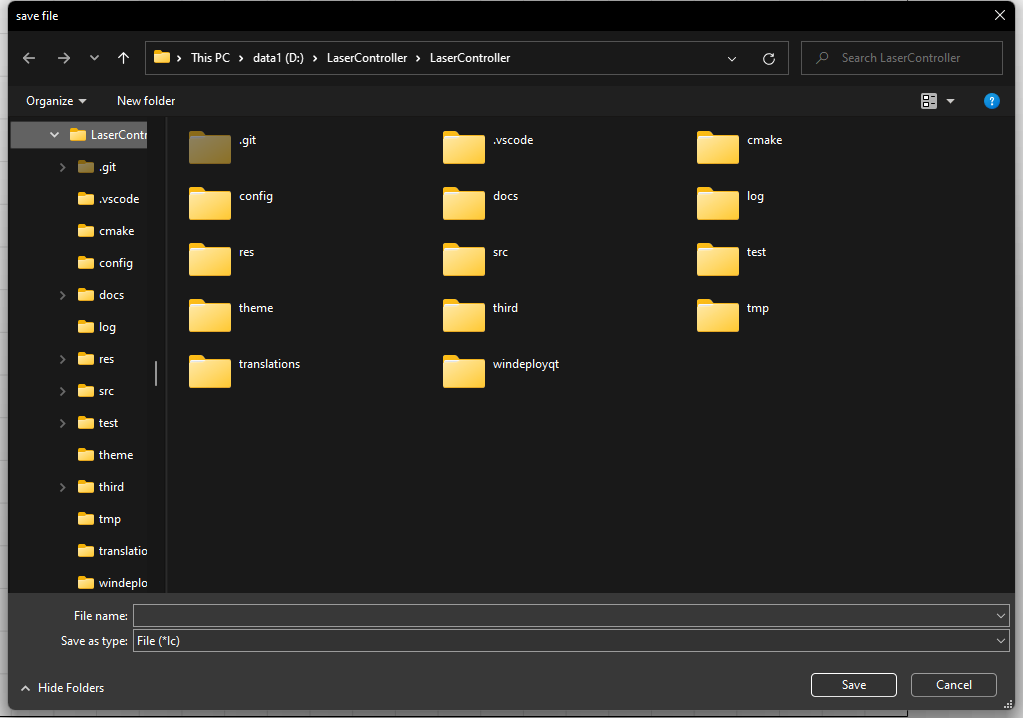 save file
This PC > data1 (D:) > LaserController > LaserController
Search LaserController
Organize
New folder
LaserContr
.git
.vscode
cmake
config
docs
log
res
src
test
theme
third
tmp
translatio
windeplo
.git
.vscode
cmake
config
docs
log
res
src
test
theme
third
tmp
translations
windeployqt
File name:
Save as type: File (*lc)
Hide Folders
Save
Cancel